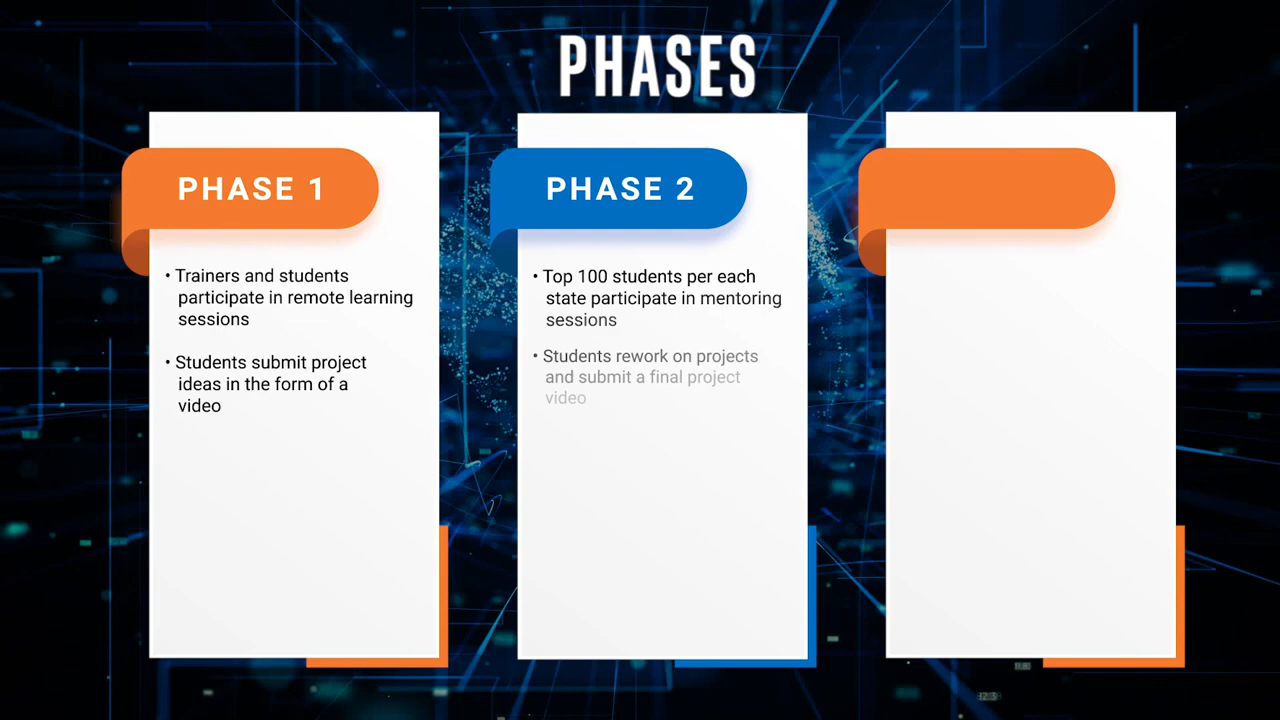 PHASES
PHASE 1
• Trainers and students
participate in remote learning
sessions
• Students submit project
ideas in the form of a
video
PHASE 2
• Top 100 students per each
state participate in mentoring
sessions
• Students rework on projects
and submit a final project
video